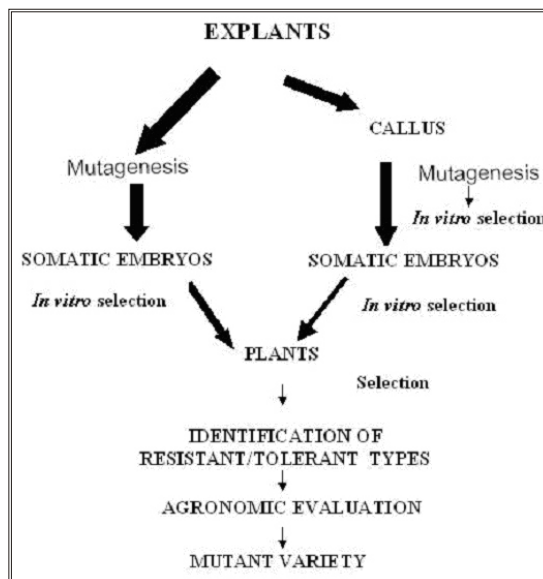 EXPLANTS
CALLUS
Mutagenesis
Mutagenesis
In vitro selection
SOMATIC EMBRYOS
SOMATIC EMBRYOS
In vitro selection
In vitro selection
PLANTS
Selection
IDENTIFICATION OF
RESISTANT/TOLERANT TYPES
AGRONOMIC EVALUATION
MUTANT VARIETY